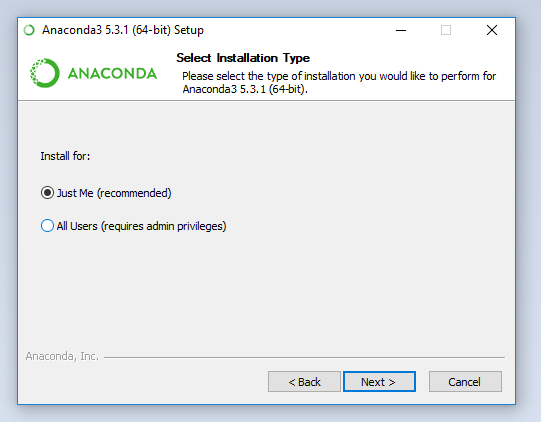 Anaconda3 5.3.1 (64-bit) Setup
ANACONDA
Select Installation Type
Please select the type of installation you would like to perform for
Anaconda3 5.3.1 (64-bit).
Install for:
Just Me (recommended)
All Users (requires admin privileges)
Anaconda, Inc.
< Back
Next >
Cancel